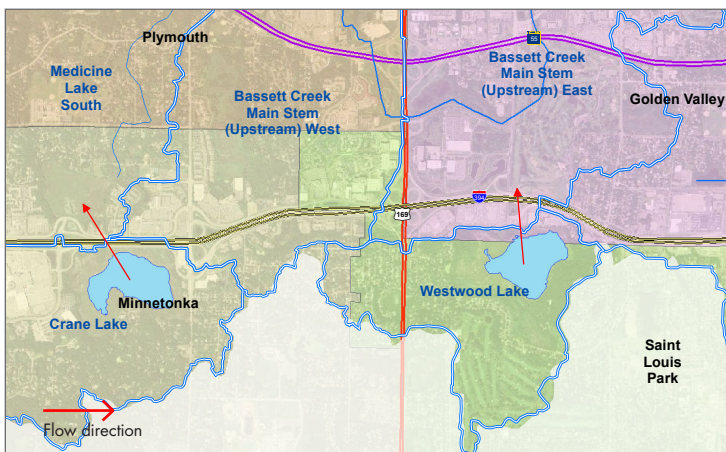 Plymouth
55
Medicine
Lake
South
Bassett Creek
Main Stem
(Upstream) West
Bassett Creek
Main Stem
(Upstream) East
Golden Valley
394
169
Minnetonka
Crane Lake
Westwood Lake
Saint
Louis
Park
Flow direction